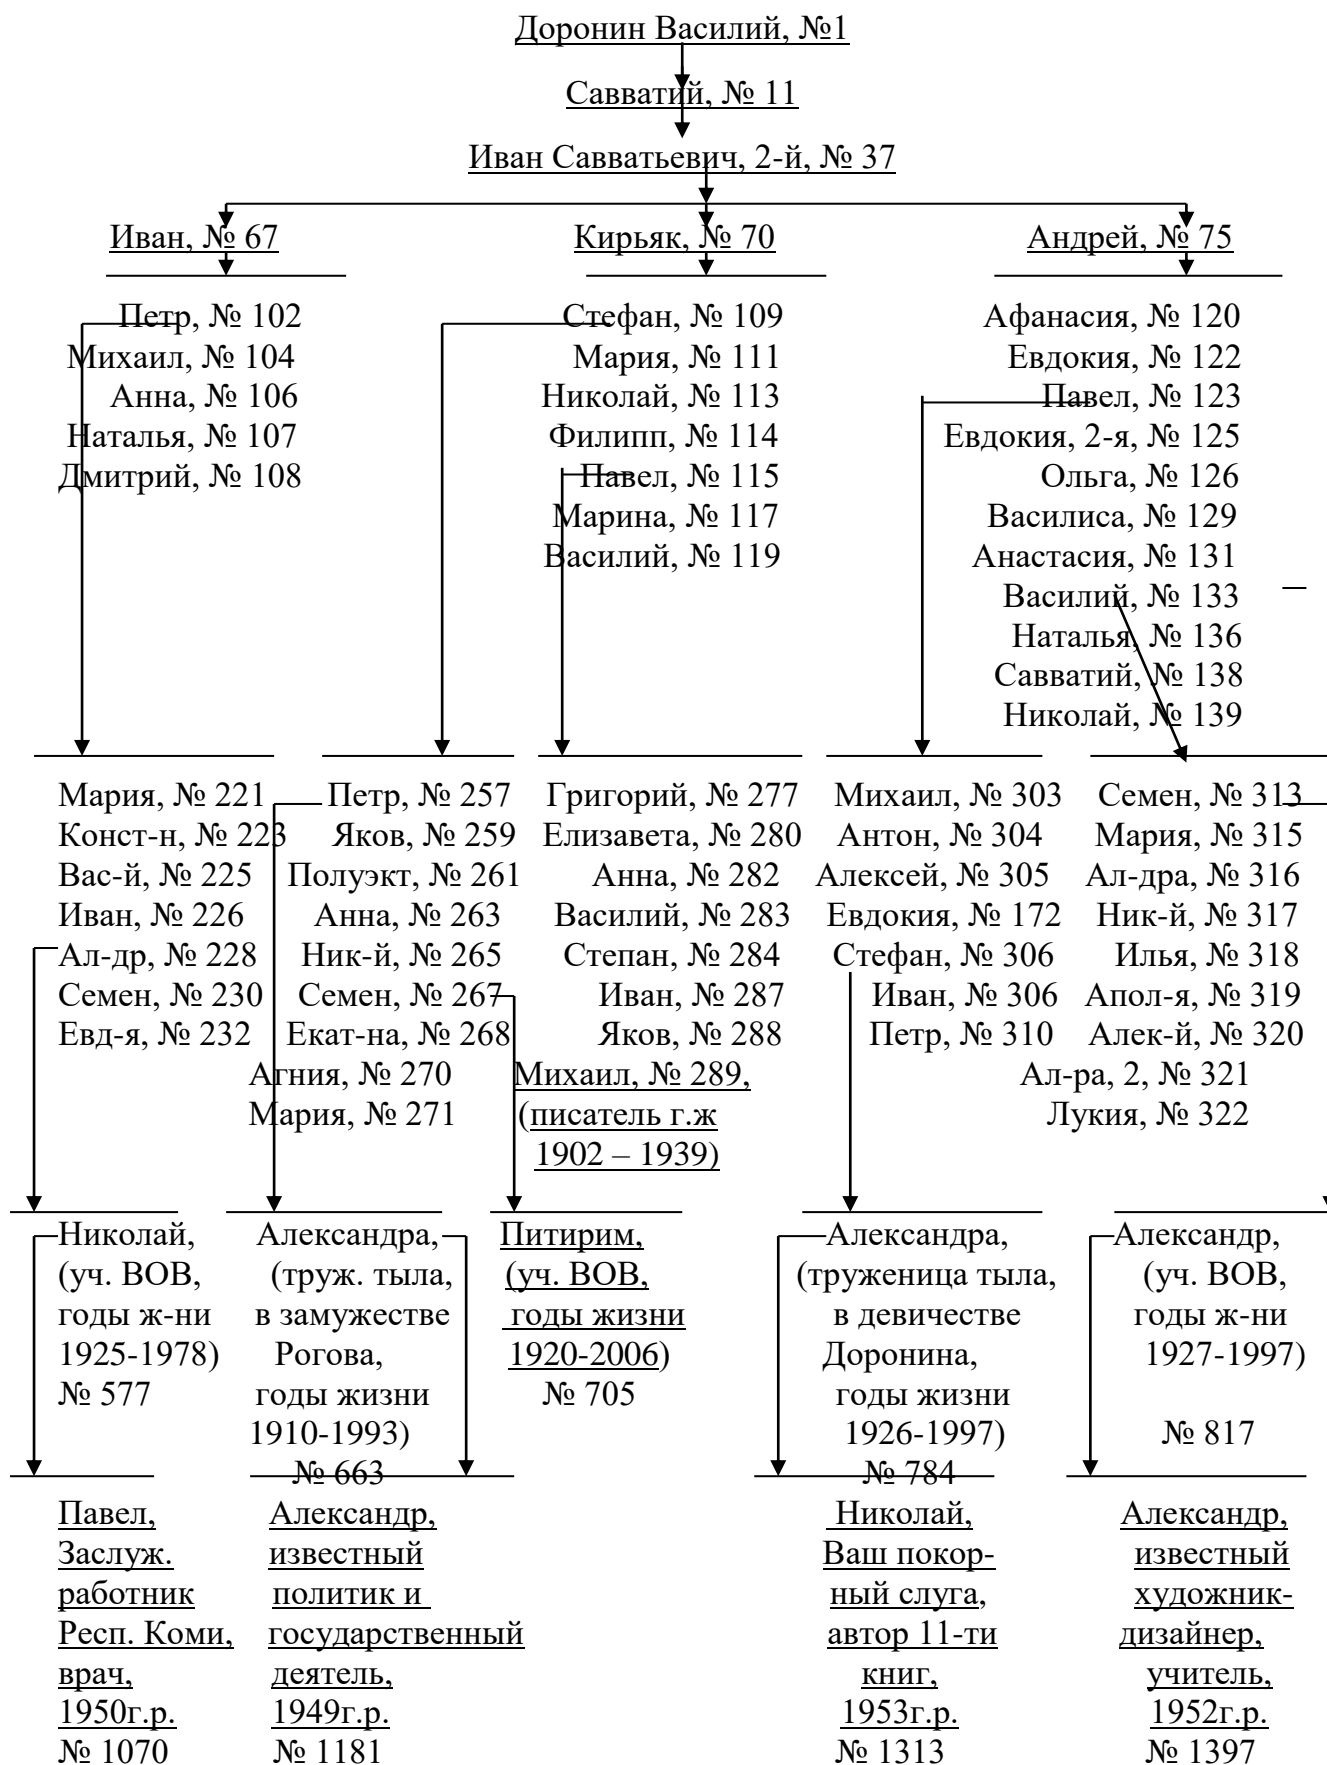 Доронин Василий, №1
Савватий, № 11
Иван Савватьевич, 2-й, № 37
Иван, № 67
Кирьяк, № 70
Андрей, № 75
Петр, № 102
Михаил, № 104
Анна, № 106
Наталья, № 107
Дмитрий, № 108
Стефан, № 109
Мария, № 111
Николай, № 113
Филипп, № 114
Павел, № 115
Марина, № 117
Василий, № 119
Афанасия, № 120
Евдокия, № 122
Павел, № 123
Евдокия, 2-я, № 125
Ольга, № 126
Василиса, № 129
Анастасия, № 131
Василий, № 133
Наталья, № 136
Савватий, № 138
Николай, № 139
Мария, № 221
Конст-н, № 223
Вас-й, № 225
Иван, № 226
Ал-др, № 228
Семен, № 230
Евд-я, № 232
Петр, № 257
Яков, № 259
Полуэкт, № 261
Анна, № 263
Ник-й, № 265
Семен, № 267
Екат-на, № 268
Агния, № 270
Мария, № 271
Григорий, № 277
Елизавета, № 280
Анна, № 282
Василий, № 283
Степан, № 284
Иван, № 287
Яков, № 288
Михаил, № 289,
(писатель г.ж
1902 – 1939)
Михаил, № 303
Антон, № 304
Алексей, № 305
Евдокия, № 172
Стефан, № 306
Иван, № 306
Петр, № 310
Семен, № 313
Мария, № 315
Ал-дра, № 316
Ник-й, № 317
Илья, № 318
Апол-я, № 319
Алек-й, № 320
Ал-ра, 2, № 321
Лукия, № 322
Николай,
(уч. ВОВ,
годы ж-ни
1925-1978)
№ 577
Александра,
(труж. тыла,
в замужестве
Рогова,
годы жизни
1910-1993)
№ 663
Питирим,
(уч. ВОВ,
годы жизни
1920-2006)
№ 705
Александра,
(труженица тыла,
в девичестве
Доронина,
годы жизни
1926-1997)
№ 784
Александр,
(уч. ВОВ,
годы ж-ни
1927-1997)
№ 817
Павел,
Заслуж.
работник
Респ. Коми,
врач,
1950г.р.
№ 1070
Александр,
известный
политик и
государственный
деятель,
1949г.р.
№ 1181
Николай,
Ваш покор-
ный слуга,
автор 11-ти
книг,
1953г.р.
№ 1313
Александр,
известный
художник-
дизайнер,
учитель,
1952г.р.
№ 1397